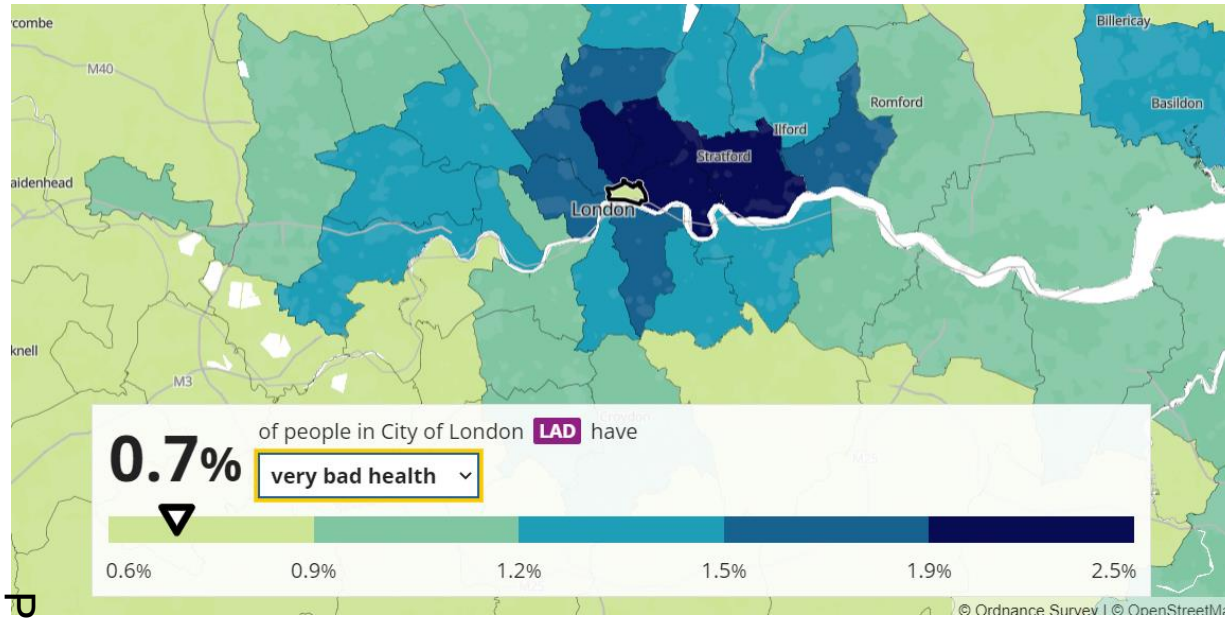 combe
Billericay
M40
Romford
Basildon
Ilford
Stratford
aidenhead
London
knell
M3
of people in City of London LAD have
0.7%
very bad health
M25
0.6% 0.9% 1.2% 1.5% 1.9% 2.5%
© Ordnance Survey | © OpenStreetMa
P